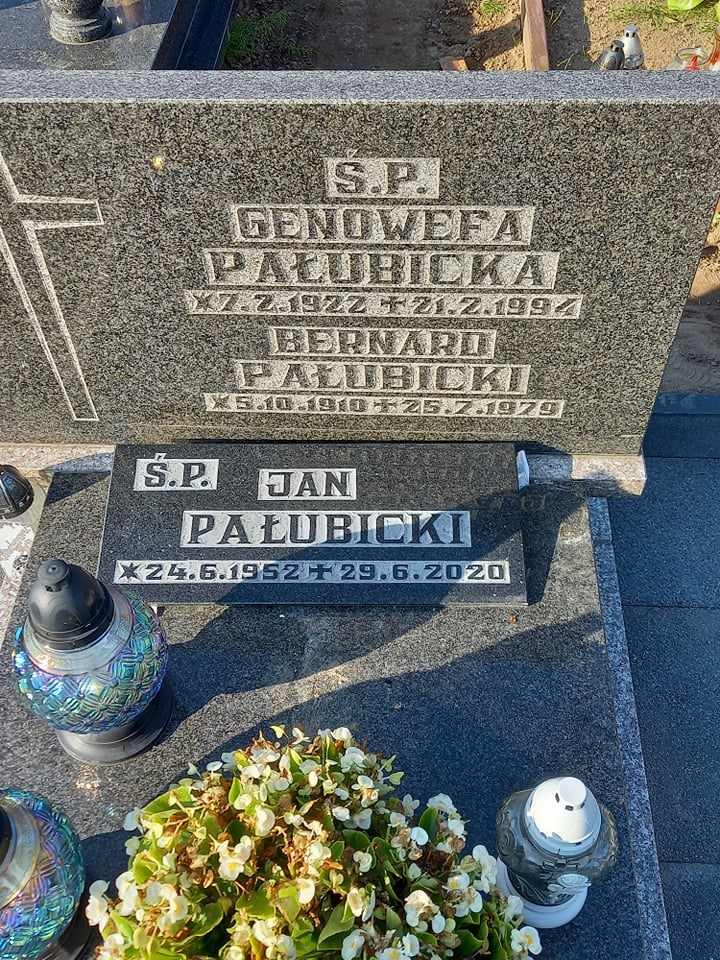 Ś.P.
GENOWEFA
PAŁUBICKA
*7.2.1922 ✝21.2.1994
BERNARD
PAŁUBICKI
*5.10.1910✝25.7.1979
Ś.P. JAN
PAŁUBICKI
*24.6.1952✝29.6.2020